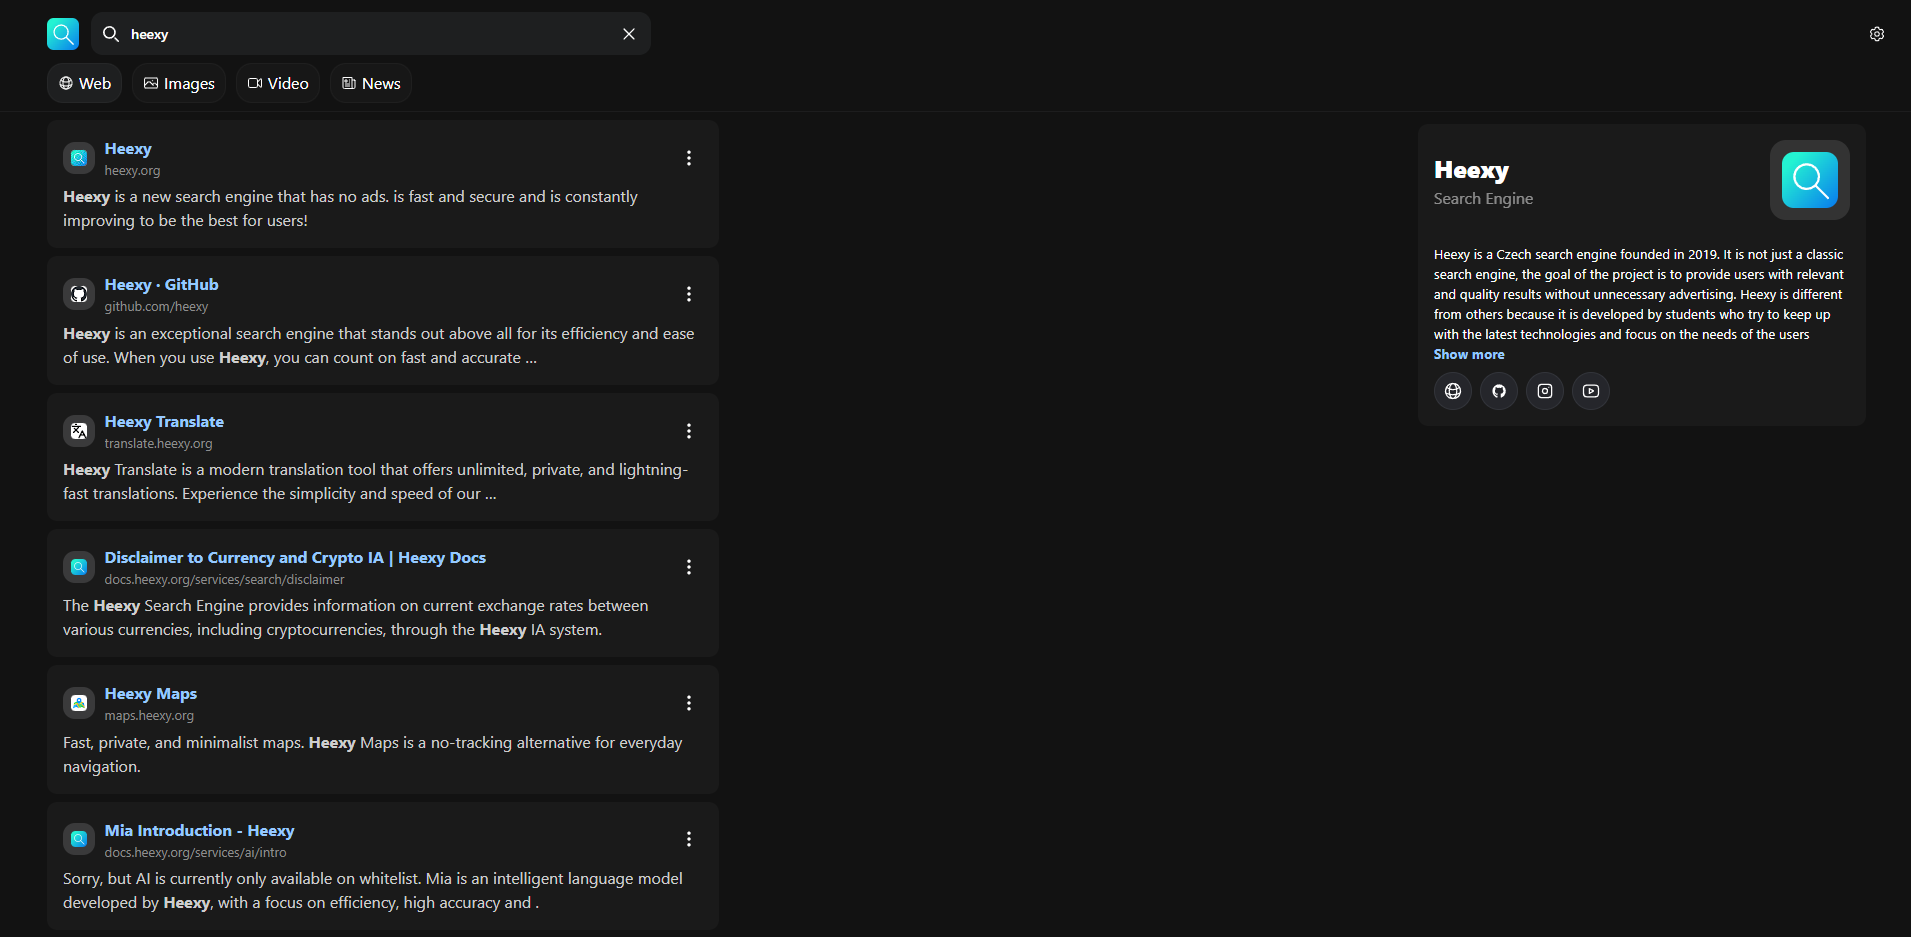 heexy
Web
Images
Video
News
Heexy
heexy.org
Heexy is a new search engine that has no ads. is fast and secure and is constantly
improving to be the best for users!
Heexy · GitHub
github.com/heexy
Heexy is an exceptional search engine that stands out above all for its efficiency and ease
of use. When you use Heexy, you can count on fast and accurate ...
Heexy Translate
translate.heexy.org
Heexy Translate is a modern translation tool that offers unlimited, private, and lightning-
fast translations. Experience the simplicity and speed of our ...
Disclaimer to Currency and Crypto IA | Heexy Docs
docs.heexy.org/services/search/disclaimer
The Heexy Search Engine provides information on current exchange rates between
various currencies, including cryptocurrencies, through the Heexy IA system.
Heexy Maps
maps.heexy.org
Fast, private, and minimalist maps. Heexy Maps is a no-tracking alternative for everyday
navigation.
Mia Introduction - Heexy
docs.heexy.org/services/ai/intro
Sorry, but AI is currently only available on whitelist. Mia is an intelligent language model
developed by Heexy, with a focus on efficiency, high accuracy and .
Heexy
Search Engine
Heexy is a Czech search engine founded in 2019. It is not just a classic
search engine, the goal of the project is to provide users with relevant
and quality results without unnecessary advertising. Heexy is different
from others because it is developed by students who try to keep up
with the latest technologies and focus on the needs of the users
Show more